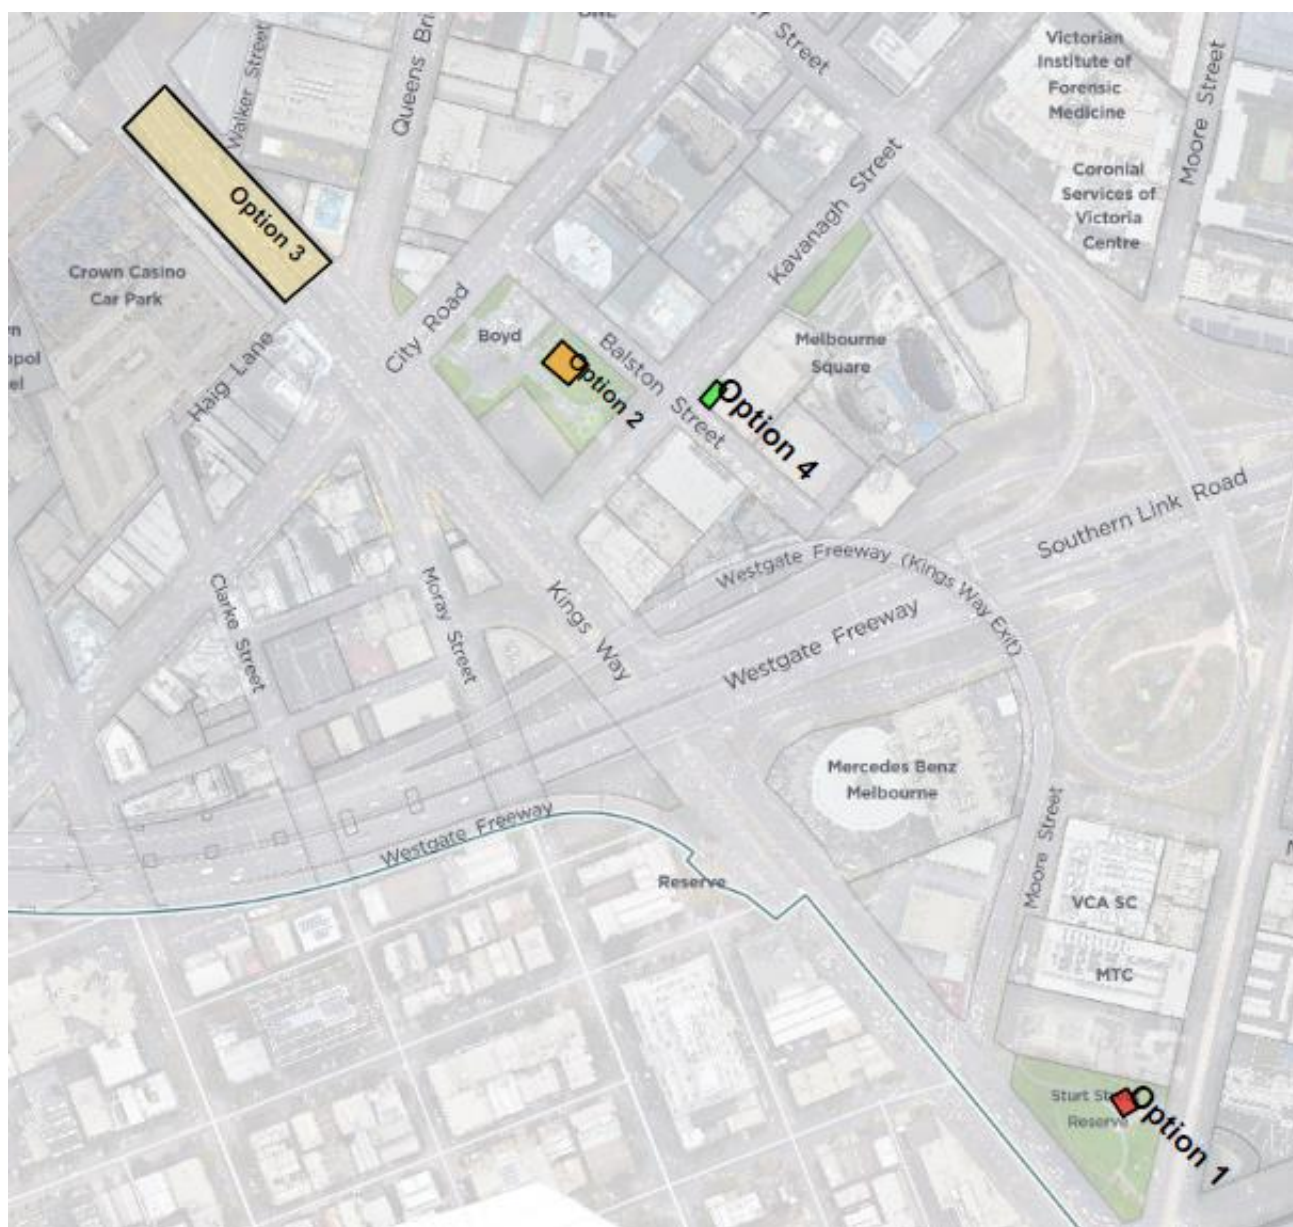 Street
Victorian
Institute of
Forensic
Medicine
Walker Street
Queens Bri
Moore Street
Kavanagh Street
Coronial
Services of
Victoria
Centre
Option 3
Crown Casino
Car Park
City Road
Boyd
Balston Street
Melbourne
Square
Option 2
Option 4
Haig Lane
Southern Link Road
Westgate Freeway (Kings Way Exit)
Clarke Street
Moray Street
Kings Way
Westgate Freeway
Mercedes Benz
Melbourne
Westgate Freeway
Moore Street
Reserve
VCA SC
MTC
Sturt
Reserve
Option 1